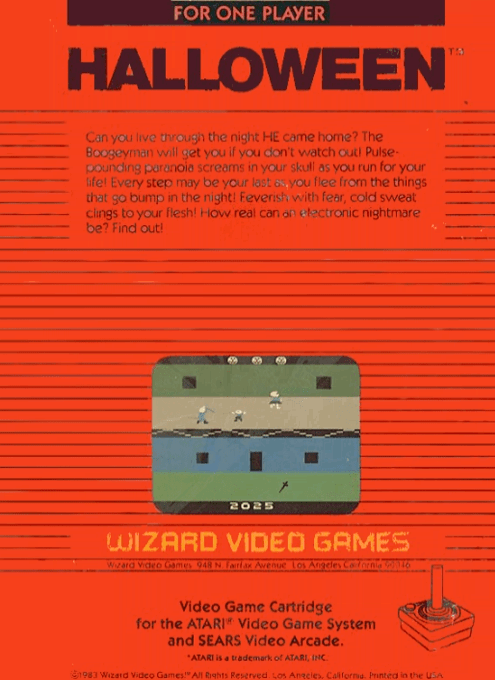 FOR ONE PLAYER
HALLOWEEN™
Can you live through the night HE came home? The
Boogeyman will get you if you don't watch out! Pulse-
pounding paranoia screams in your skull as you run for your
life! Every step may be your last as you flee from the things
that go bump in the night! Feverish with fear, cold sweat
clings to your flesh! How real can an electronic nightmare
be? Find out!
2025
WIZARD VIDEO GAMES
Wizard Video Games 948 N. Fairfax Avenue Los Angeles California 90046
Video Game Cartridge
for the ATARI® Video Game System
and SEARS Video Arcade.
*ATARI is a trademark of ATARI, INC.
©1983 Wizard Video Games™ All Rights Reserved. Los Angeles, California. Printed in the USA